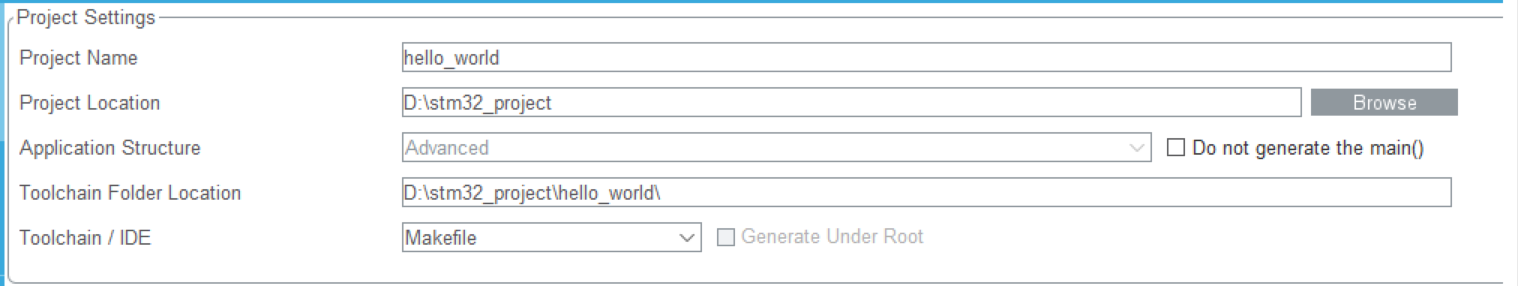 Project Settings
Project Name hello_world
Project Location D:\stm32_project Browse
Application Structure Advanced Do not generate the main()
Toolchain Folder Location D:\stm32_project\hello_world\
Toolchain / IDE Makefile Generate Under Root